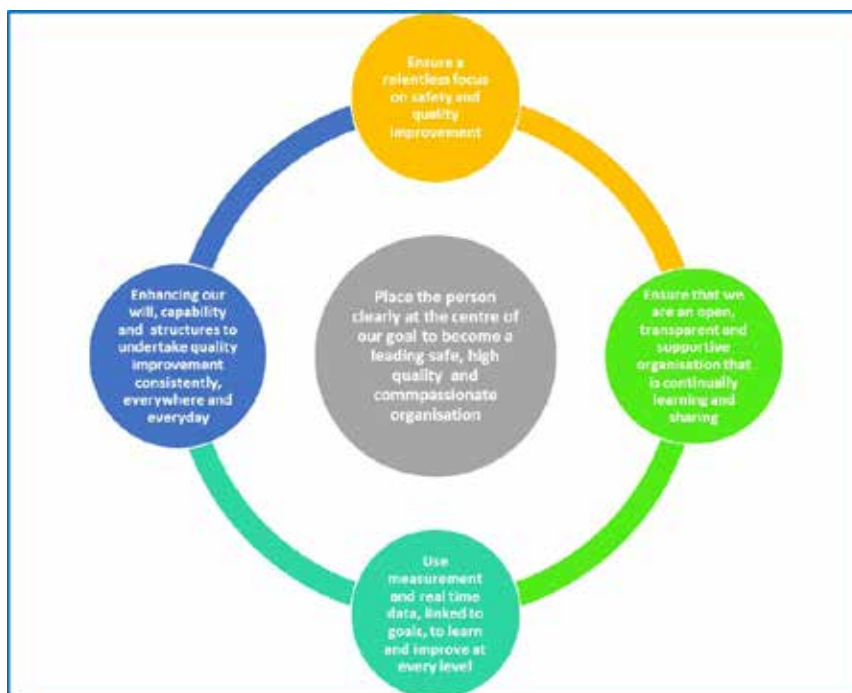 Ensure a
relentless focus
on safety and
quality
improvement
Place the person
clearly at the centre of
our goal to become a
leading safe, high
quality and
commpassionate
organisation
Ensure that we
are an open,
transparent and
supportive
organisation that
is continually
learning and
sharing
Use
measurement
and real time
data, linked to
goals, to learn
and improve at
every level
Enhancing our
will, capability
and structures to
undertake quality
improvement
consistently,
everywhere and
everyday